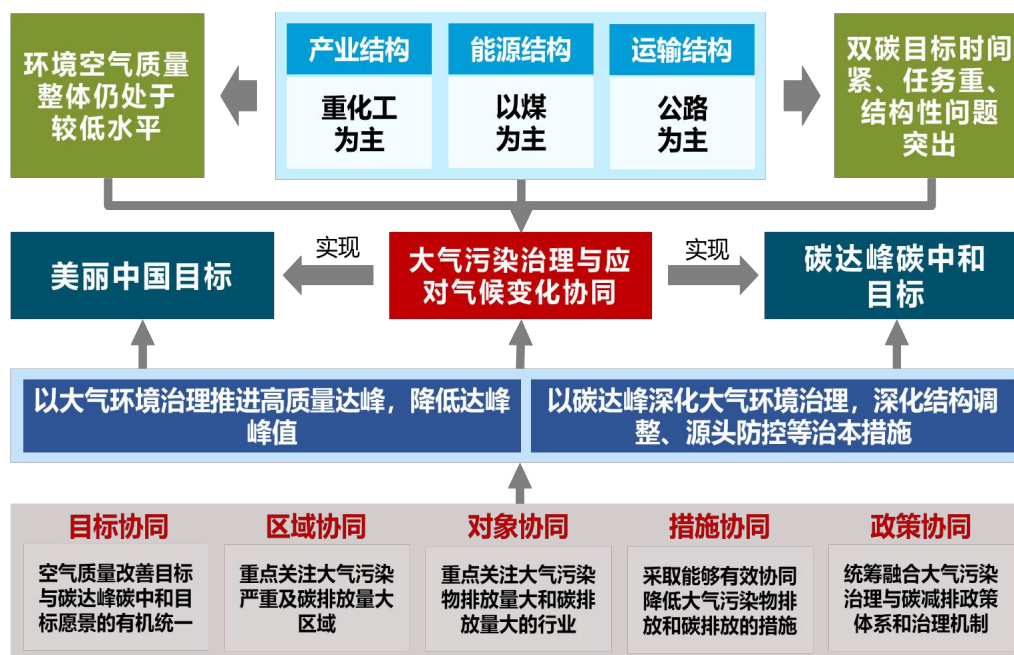 环境空气质量
整体仍处于
较低水平
产业结构
重化工
为主
能源结构
以煤
为主
运输结构
公路
为主
双碳目标时间
紧、任务重、
结构性问题
突出
美丽中国目标
实现
大气污染治理与应
对气候变化协同
实现
碳达峰碳中和
目标
以大气环境治理推进高质量达峰，降低达峰
峰值
以碳达峰深化大气环境治理，深化结构调
整、源头防控等治本措施
目标协同
空气质量改善目标
与碳达峰碳中和目
标愿景的有机统一
区域协同
重点关注大气污染
严重及碳排放量大
区域
对象协同
重点关注大气污染
物排放量大和碳排
放量大的行业
措施协同
采取能够有效协同
降低大气污染物排
放和碳排放的措施
政策协同
统筹融合大气污染
治理与碳减排政策
体系和治理机制